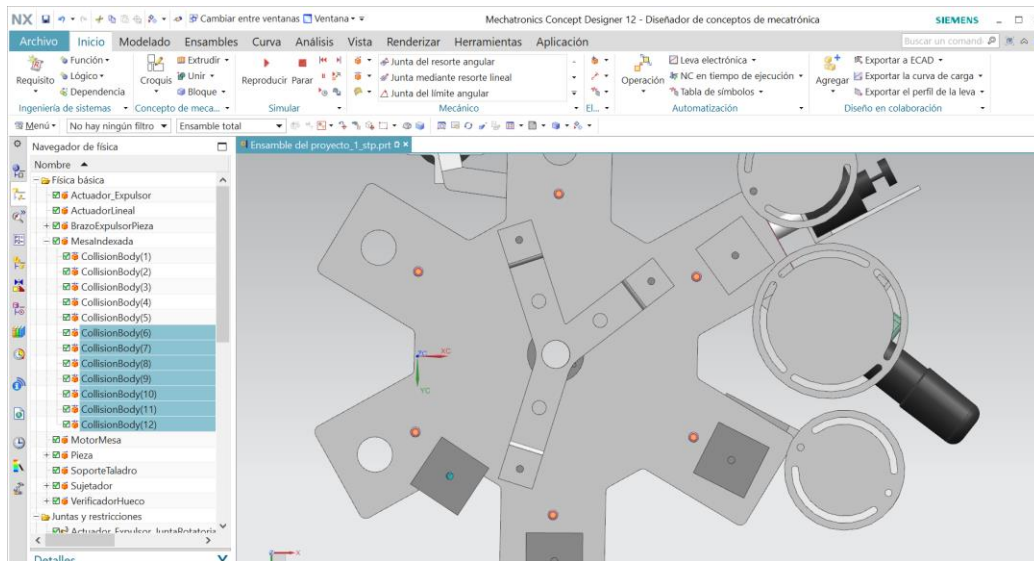 NX Cambiar entre ventanas Ventana Mechatronics Concept Designer 12 - Diseñador de conceptos de mecatrónica SIEMENS
Archivo Inicio Modelado Ensambles Curva Análisis Vista Renderizar Herramientas Aplicación Buscar un comand
Función Extrudir Junta del resorte angular Leva electrónica Exportar a ECAD
Requisito Lógico Croquis Unir Reproducir Parar Junta mediante resorte lineal Operación NC en tiempo de ejecución Agregar Exportar la curva de carga
Dependencia Bloque Junta del límite angular Tabla de símbolos Exportar el perfil de la leva
Ingeniería de sistemas Concepto de meca... Simular Mecánico El... Automatización Diseño en colaboración
Menú No hay ningún filtro Ensamble total
Navegador de física Ensamble del proyecto_1_stp.prt
Nombre
Física básica
Actuador_Expulsor
ActuadorLineal
BrazoExpulsorPieza
MesaIndexada
CollisionBody(1)
CollisionBody(2)
CollisionBody(3)
CollisionBody(4)
CollisionBody(5)
CollisionBody(6)
CollisionBody(7)
CollisionBody(8)
CollisionBody(9)
CollisionBody(10)
CollisionBody(11)
CollisionBody(12)
MotorMesa
Pieza
SoporteTaladro
Sujetador
VerificadorHueco
Juntas y restricciones
Actuador_Expulsor_JuntaRotatoria
Detalles
ZC XC
YC
X